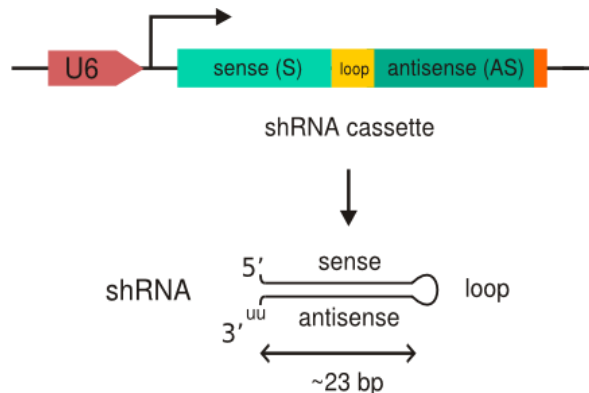 U6 sense (S) loop antisense (AS)
shRNA cassette
5’ sense
shRNA loop
3’ uu antisense
~23 bp